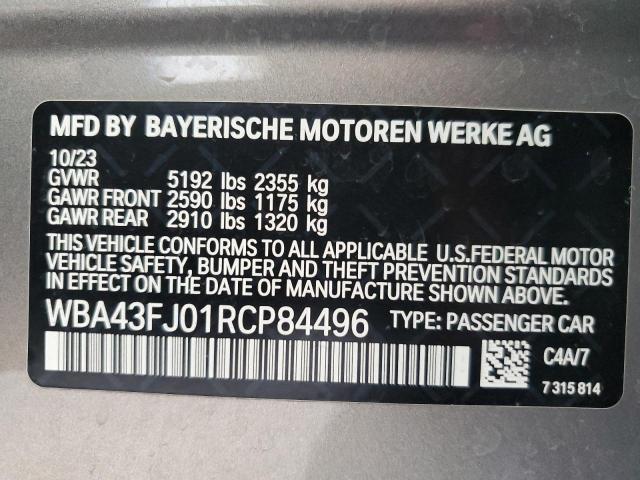 MFD BY BAYERISCHE MOTOREN WERKE AG
10/23
GVWR 5192 lbs 2355 kg
GAWR FRONT 2590 lbs 1175 kg
GAWR REAR 2910 lbs 1320 kg
THIS VEHICLE CONFORMS TO ALL APPLICABLE U.S.FEDERAL MOTOR
VEHICLE SAFETY, BUMPER AND THEFT PREVENTION STANDARDS
IN EFFECT ON THE DATE OF MANUFACTURE SHOWN ABOVE.
WBA43FJ01RCP84496 TYPE: PASSENGER CAR
C4A/7
7 315 814